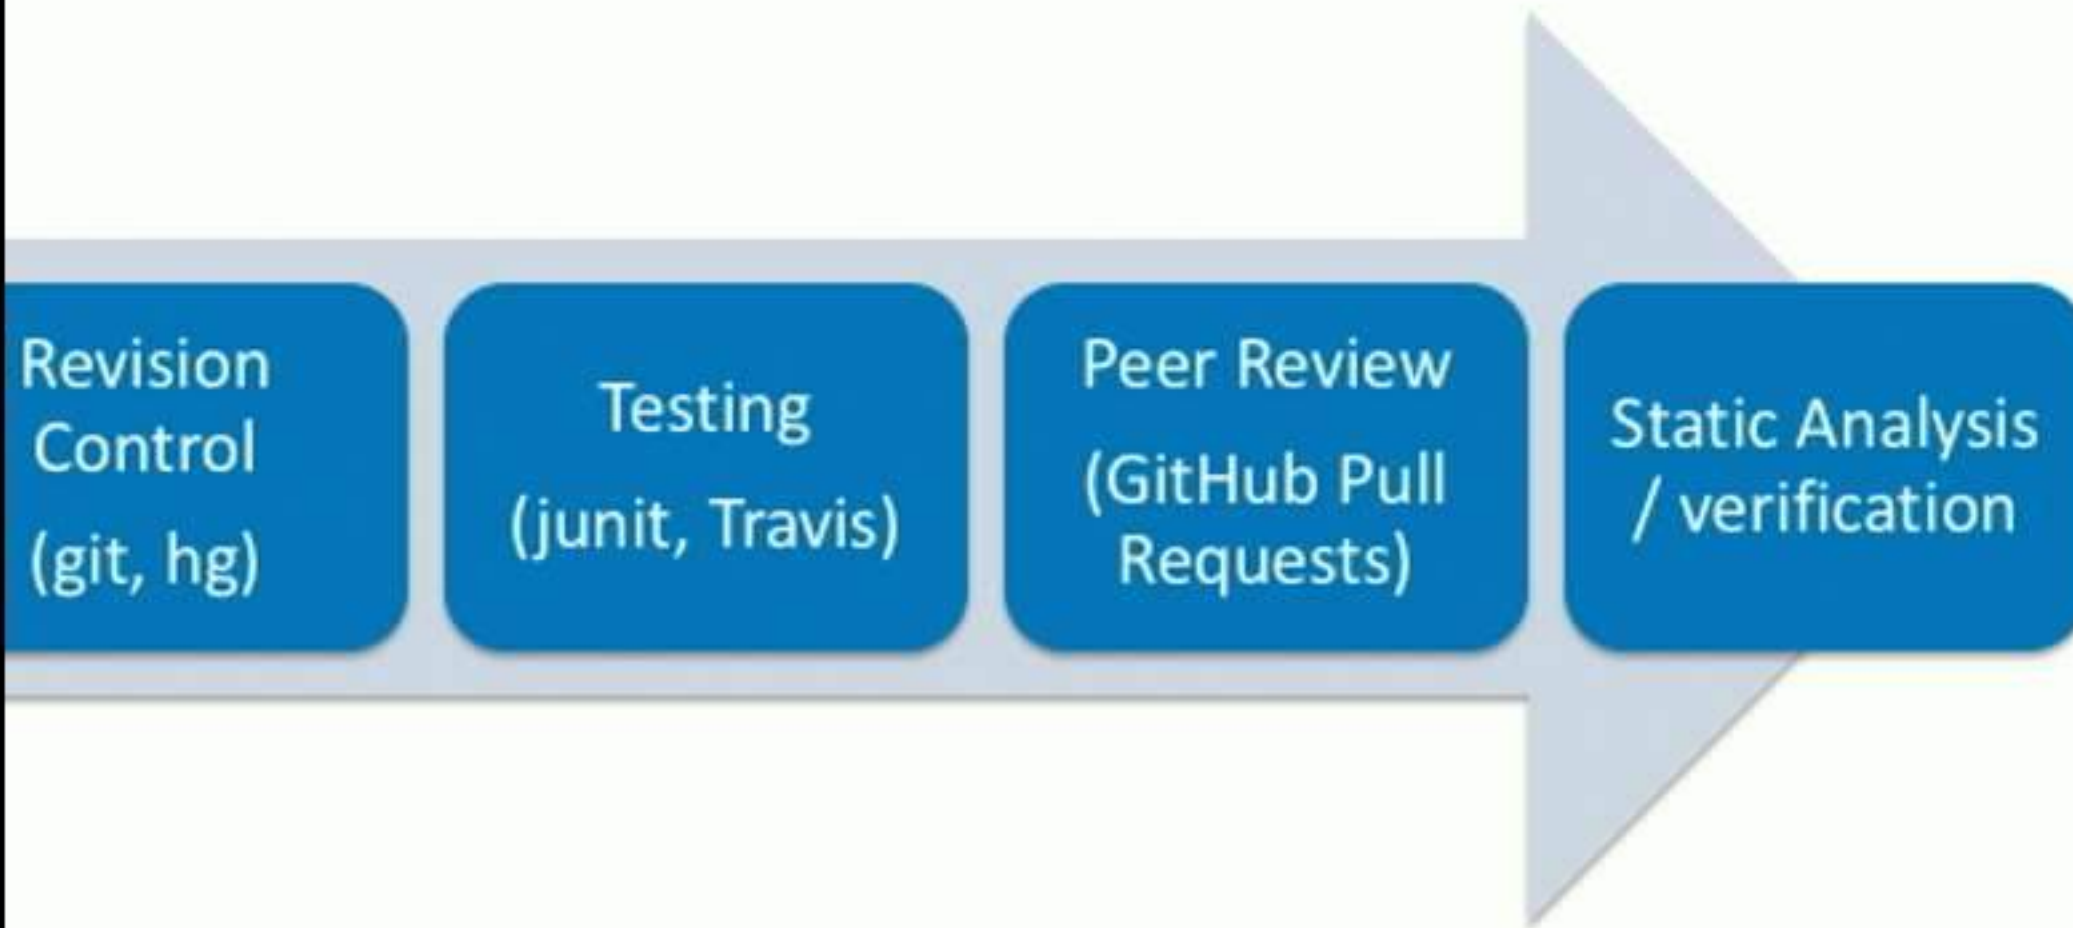 Revision
Control
(git, hg)
Testing
(junit, Travis)
Peer Review
(GitHub Pull
Requests)
Static Analysis
/ verification